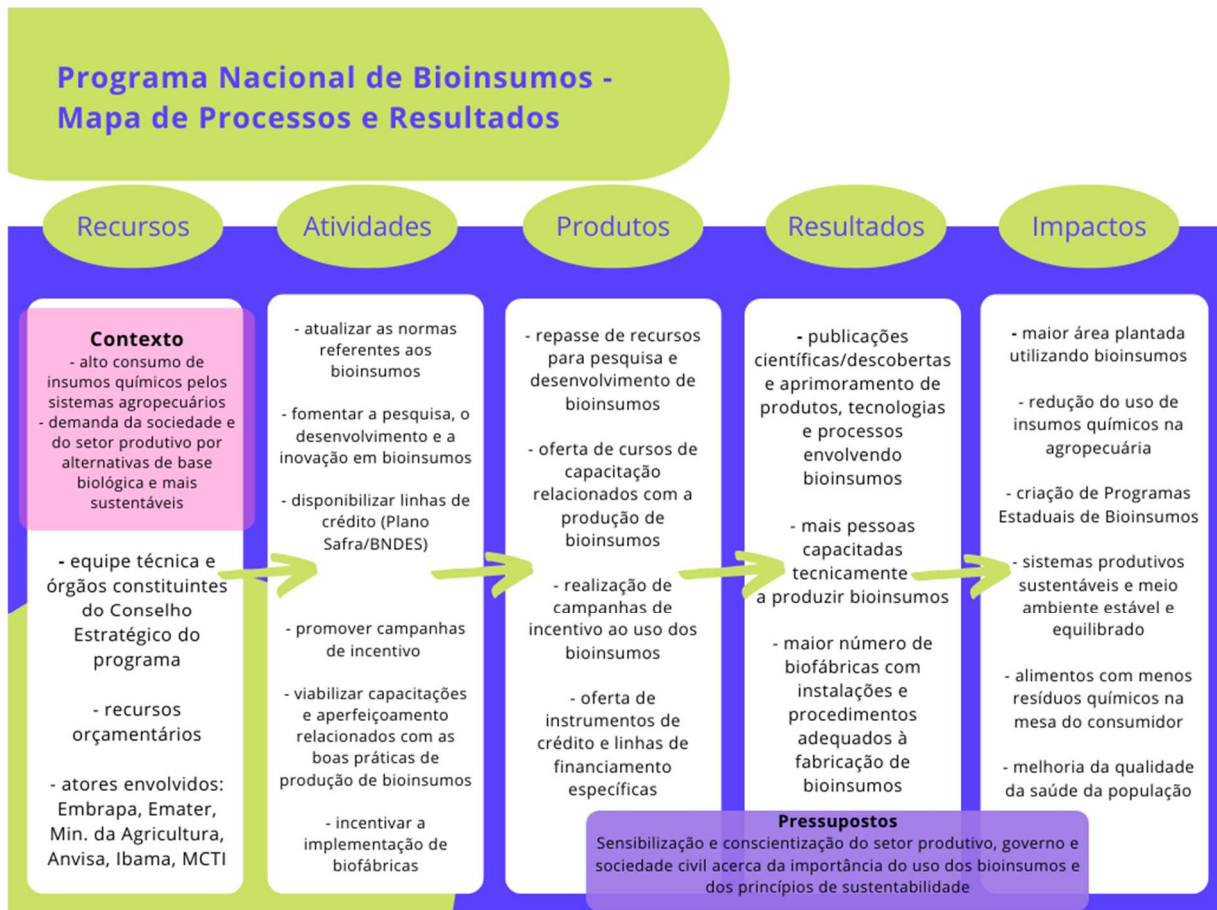 Programa Nacional de Bioinsumos -
Mapa de Processos e Resultados
Recursos
Atividades
Produtos
Resultados
Impactos
Contexto
- alto consumo de
insumos químicos pelos
sistemas agropecuários
- demanda da sociedade e
do setor produtivo por
alternativas de base
biológica e mais
sustentáveis
- equipe técnica e
órgãos constituintes
do Conselho
Estratégico do
programa
- recursos
orçamentários
- atores envolvidos:
Embrapa, Emater,
Min. da Agricultura,
Anvisa, Ibama, MCTI
- atualizar as normas
referentes aos
bioinsumos
- fomentar a pesquisa, o
desenvolvimento e a
inovação em bioinsumos
- disponibilizar linhas de
crédito (Plano
Safra/BNDES)
- promover campanhas
de incentivo
- viabilizar capacitações
e aperfeiçoamento
relacionados com as
boas práticas de
produção de bioinsumos
- incentivar a
implementação de
biofábricas
- repasse de recursos
para pesquisa e
desenvolvimento de
bioinsumos
- oferta de cursos de
capacitação
relacionados com a
produção de
bioinsumos
- realização de
campanhas de
incentivo ao uso dos
bioinsumos
- oferta de
instrumentos de
crédito e linhas de
financiamento
específicas
- publicações
científicas/descobertas
e aprimoramento de
produtos, tecnologias
e processos
envolvendo
bioinsumos
- mais pessoas
capacitadas
tecnicamente
a produzir bioinsumos
- maior número de
biofábricas com
instalações e
procedimentos
adequados à
fabricação de
bioinsumos
- maior área plantada
utilizando bioinsumos
- redução do uso de
insumos químicos na
agropecuária
- criação de Programas
Estaduais de Bioinsumos
- sistemas produtivos
sustentáveis e meio
ambiente estável e
equilibrado
- alimentos com menos
resíduos químicos na
mesa do consumidor
- melhoria da qualidade
da saúde da população
Pressupostos
Sensibilização e conscientização do setor produtivo, governo e
sociedade civil acerca da importância do uso dos bioinsumos e
dos princípios de sustentabilidade